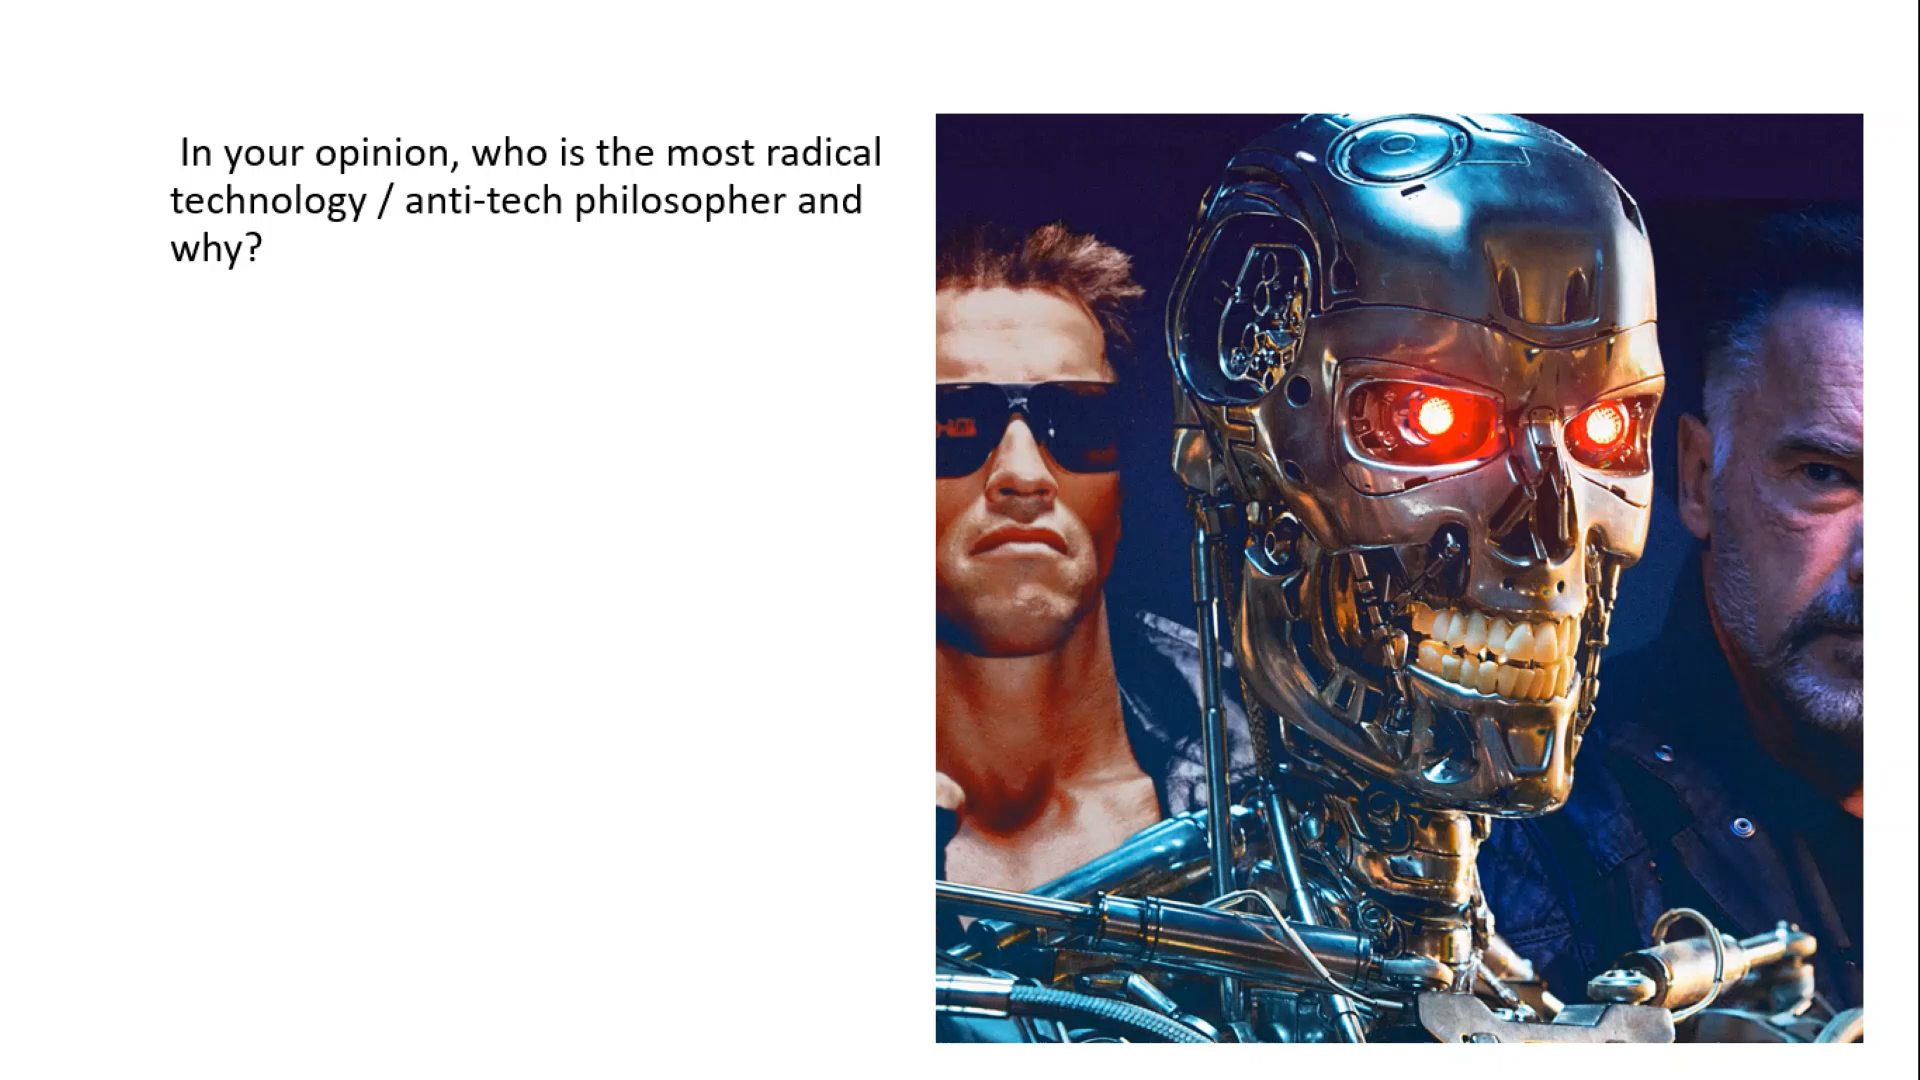 In your opinion, who is the most radical
technology / anti-tech philosopher and
why?